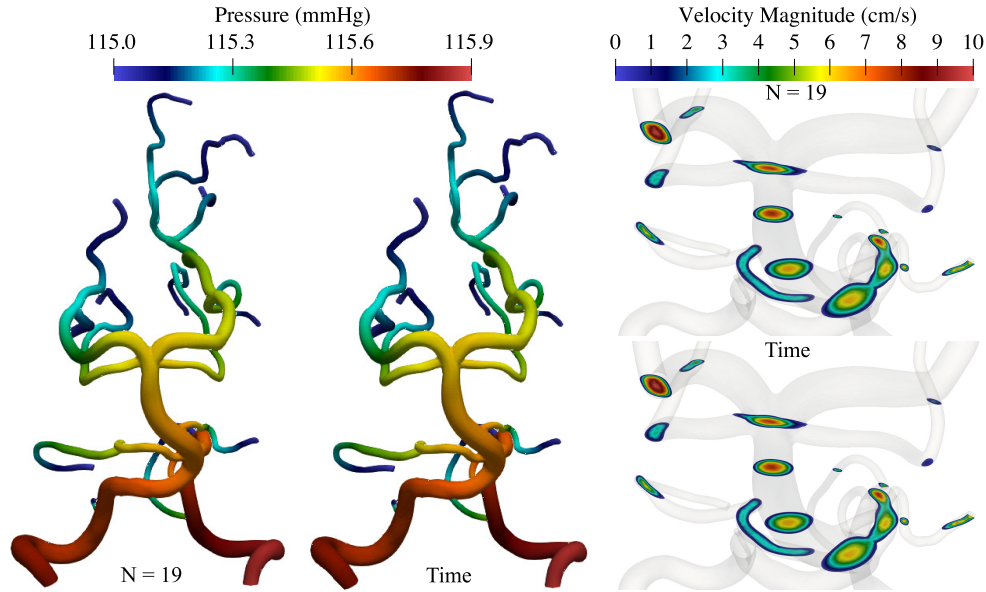 Pressure (mmHg)
115.0 115.3 115.6 115.9
N = 19
Time
Velocity Magnitude (cm/s)
0 1 2 3 4 5 6 7 8 9 10
N = 19
Time